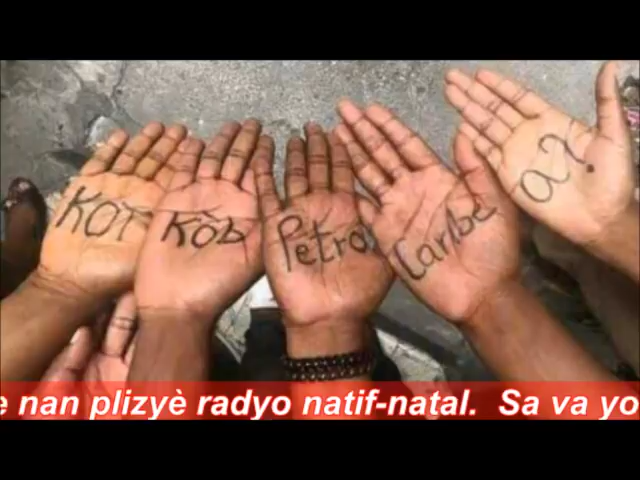 KOT Kòb Petro Caribe a?
e nan plizyè radyo natif-natal. Sa va yo